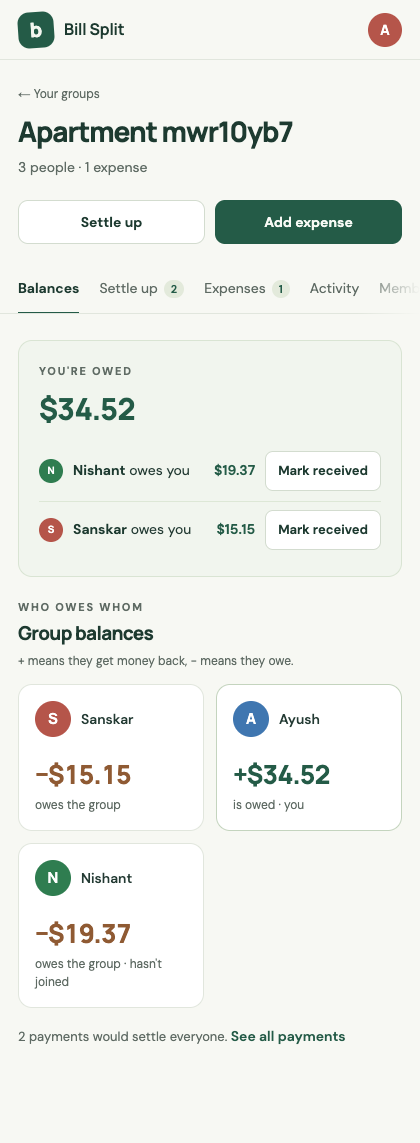 b Bill Split A
← Your groups
Apartment mwr10yb7
3 people · 1 expense
Settle up Add expense
Balances Settle up 2 Expenses 1 Activity Memb
YOU'RE OWED
$34.52
N Nishant owes you $19.37 Mark received
S Sanskar owes you $15.15 Mark received
WHO OWES WHOM
Group balances
+ means they get money back, − means they owe.
S Sanskar
−$15.15
owes the group
A Ayush
+$34.52
is owed · you
N Nishant
−$19.37
owes the group · hasn't
joined
2 payments would settle everyone. See all payments